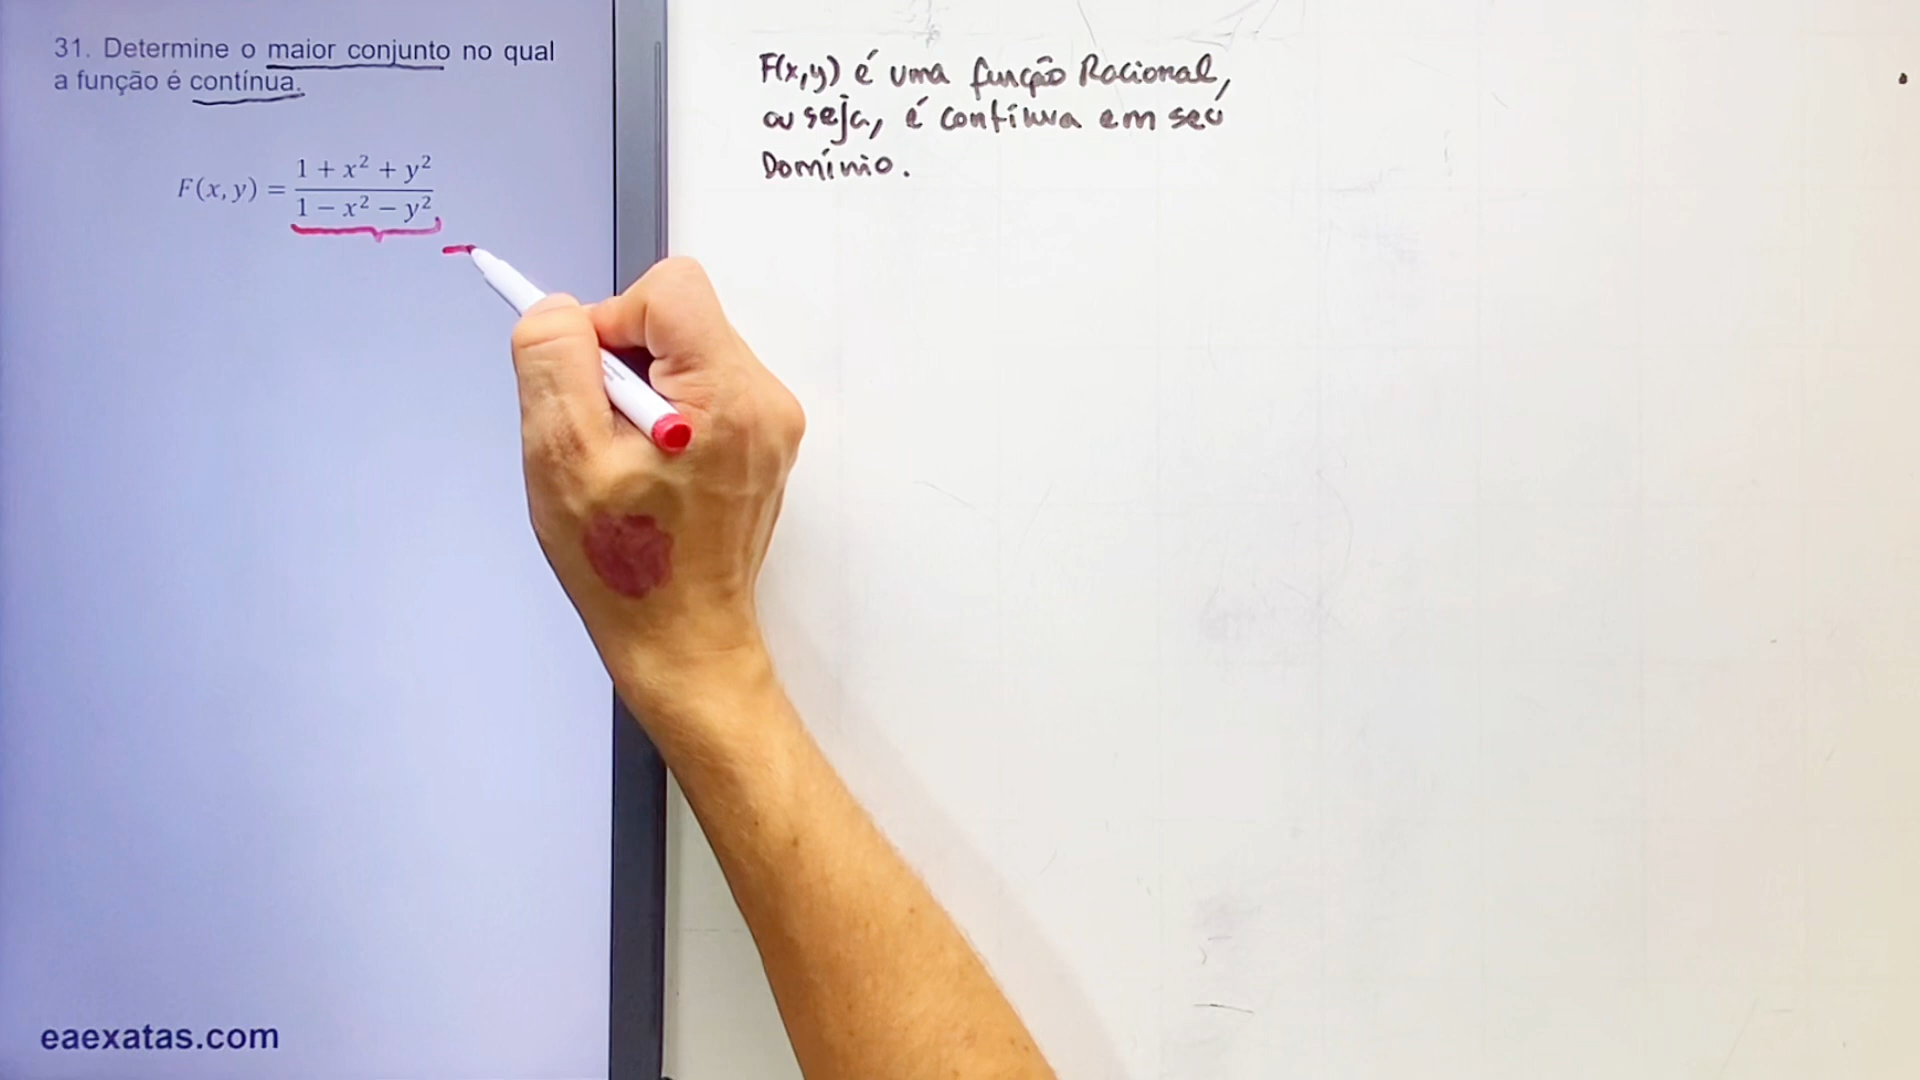 31. Determine o maior conjunto no qual
a função é contínua.
F(x, y) = \frac{1 + x² + y²}{1 − x² − y²}
eaexatas.com
F(x,y) é uma função Racional,
ou seja, é contínua em seu
Domínio.